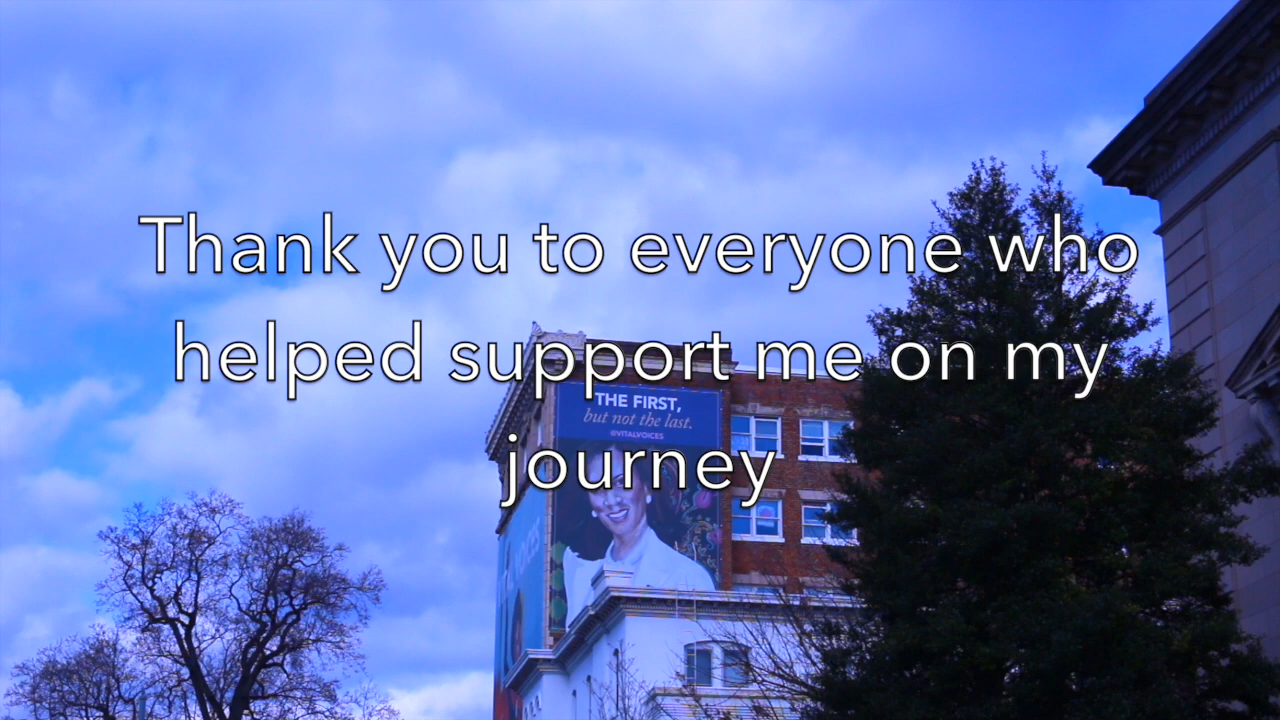 Thank you to everyone who
helped support me on my
journey
THE FIRST,
but not the last.
@VITALVOICES